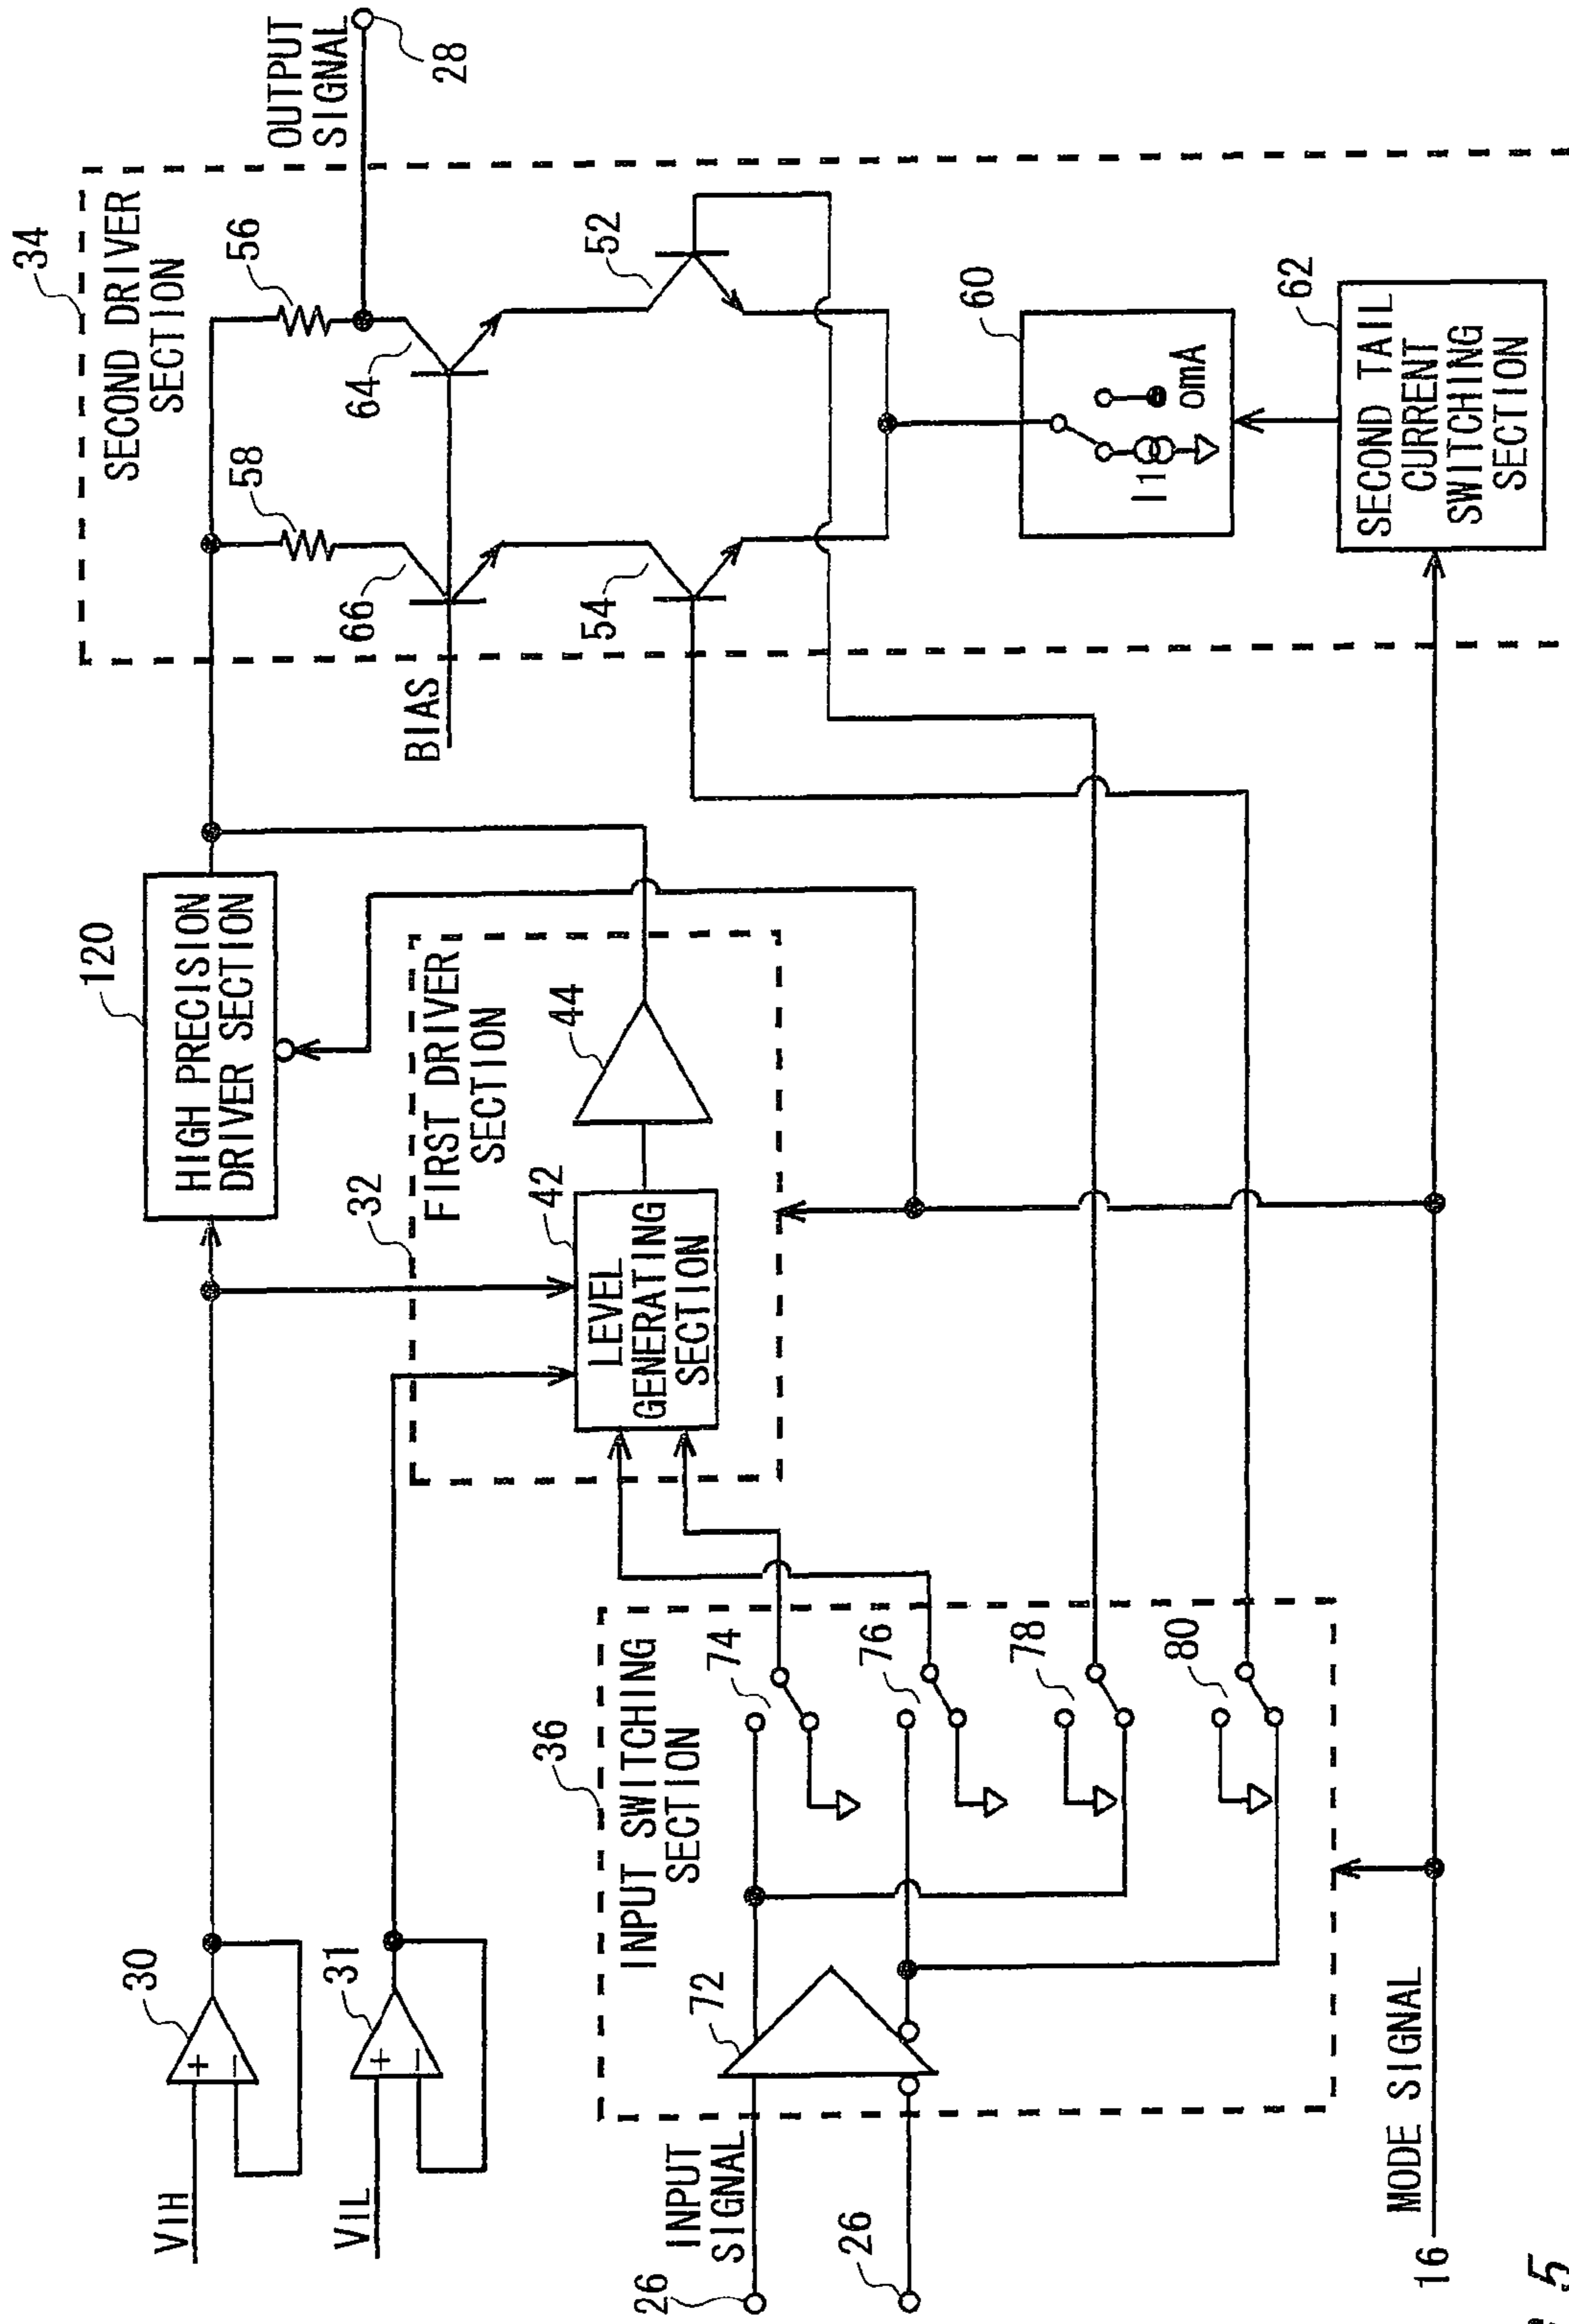 VIH
30
VIL
31
120
HIGH PRECISION
DRIVER SECTION
34
SECOND DRIVER
SECTION
58
56
66
64
BIAS
54
52
OUTPUT
SIGNAL
28
32
FIRST DRIVER
SECTION
42
LEVEL
GENERATING
SECTION
44
60
I1
0mA
62
SECOND TAIL
CURRENT
SWITCHING
SECTION
36
INPUT SWITCHING
SECTION
72
74
76
78
80
INPUT
SIGNAL
26
26
MODE SIGNAL
16
5